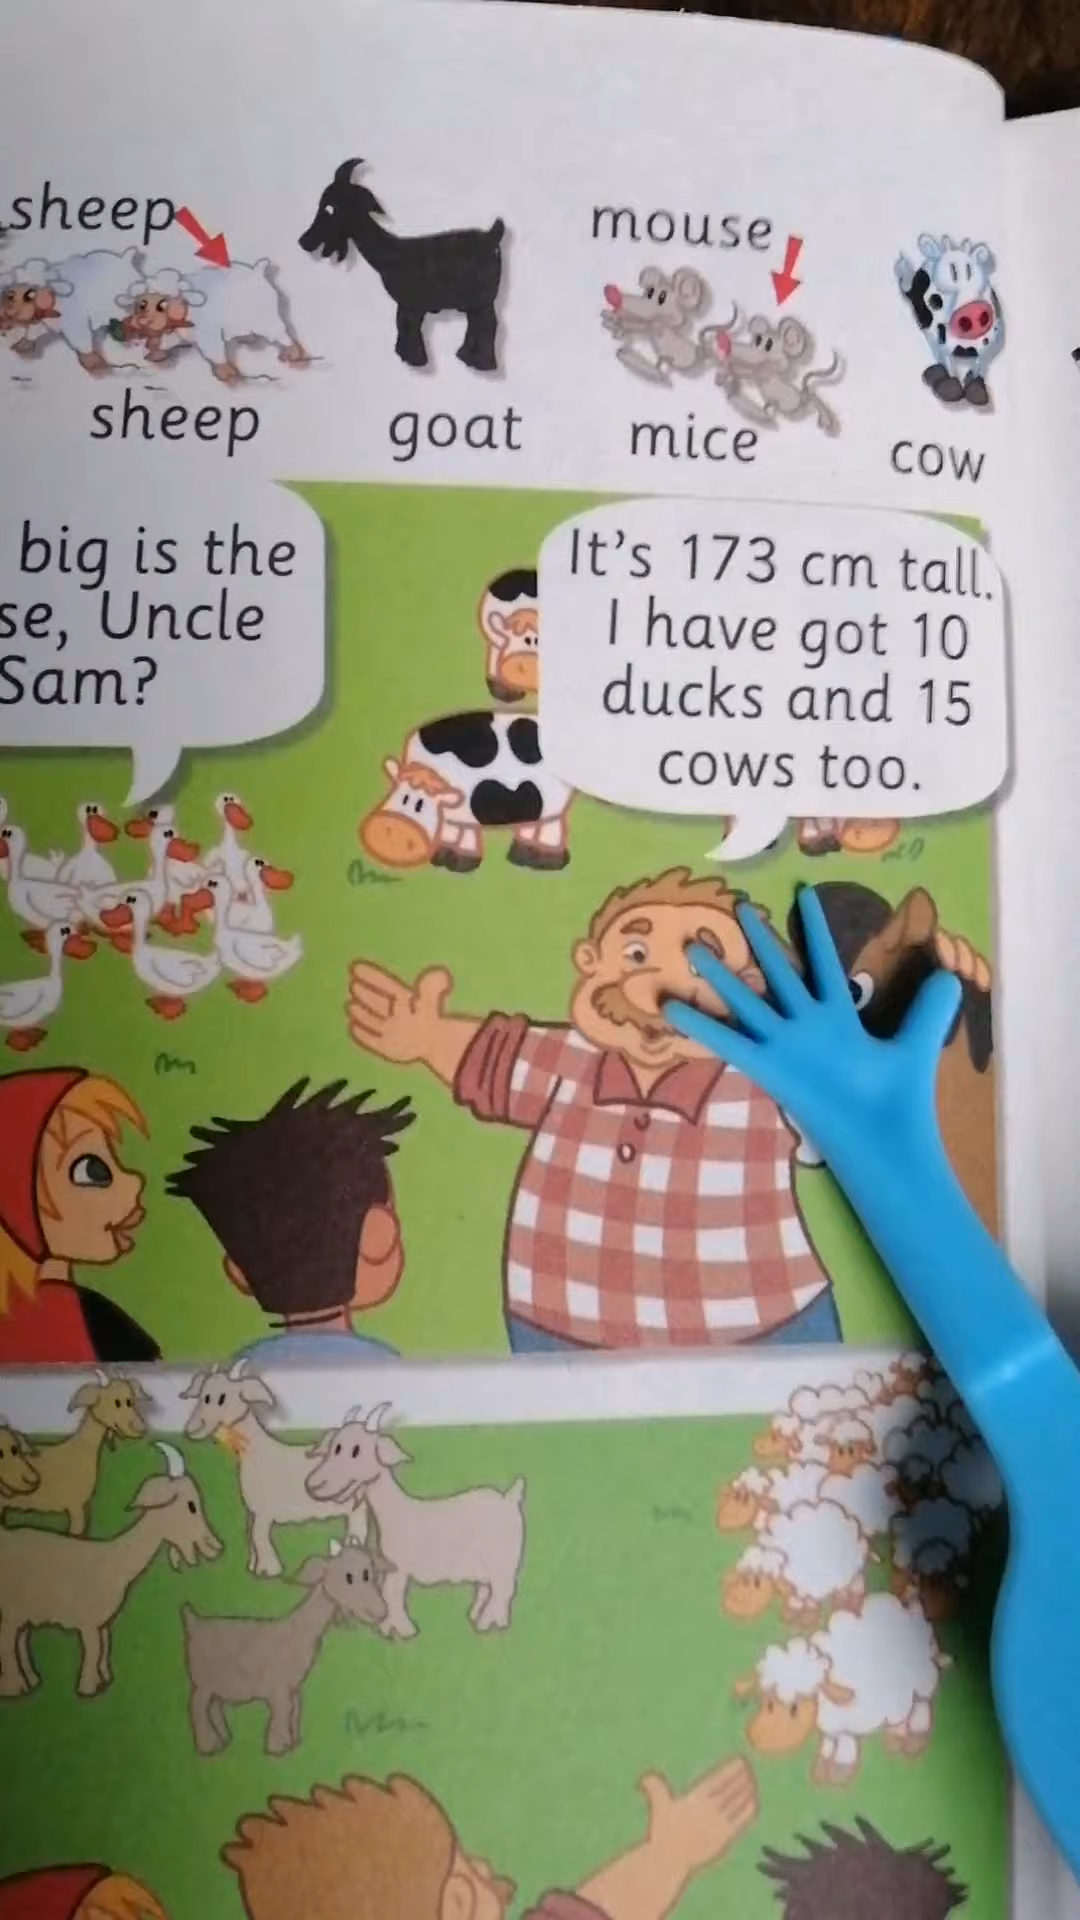 sheep
mouse
sheep
goat
mice
cow
big is the
se, Uncle
Sam?
It's 173 cm tall.
I have got 10
ducks and 15
cows too.